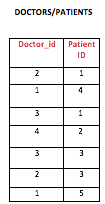 DOCTORS/PATIENTS
Doctor_id Patient
ID
2 1
1 4
3 1
4 2
3 3
2 3
1 5